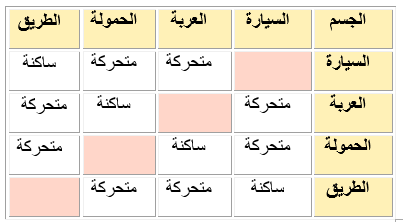 الجسم السيارة العربة الحمولة الطريق
السيارة متحركة متحركة ساكنة
العربة متحركة ساكنة متحركة
الحمولة متحركة ساكنة متحركة
الطريق ساكنة متحركة متحركة